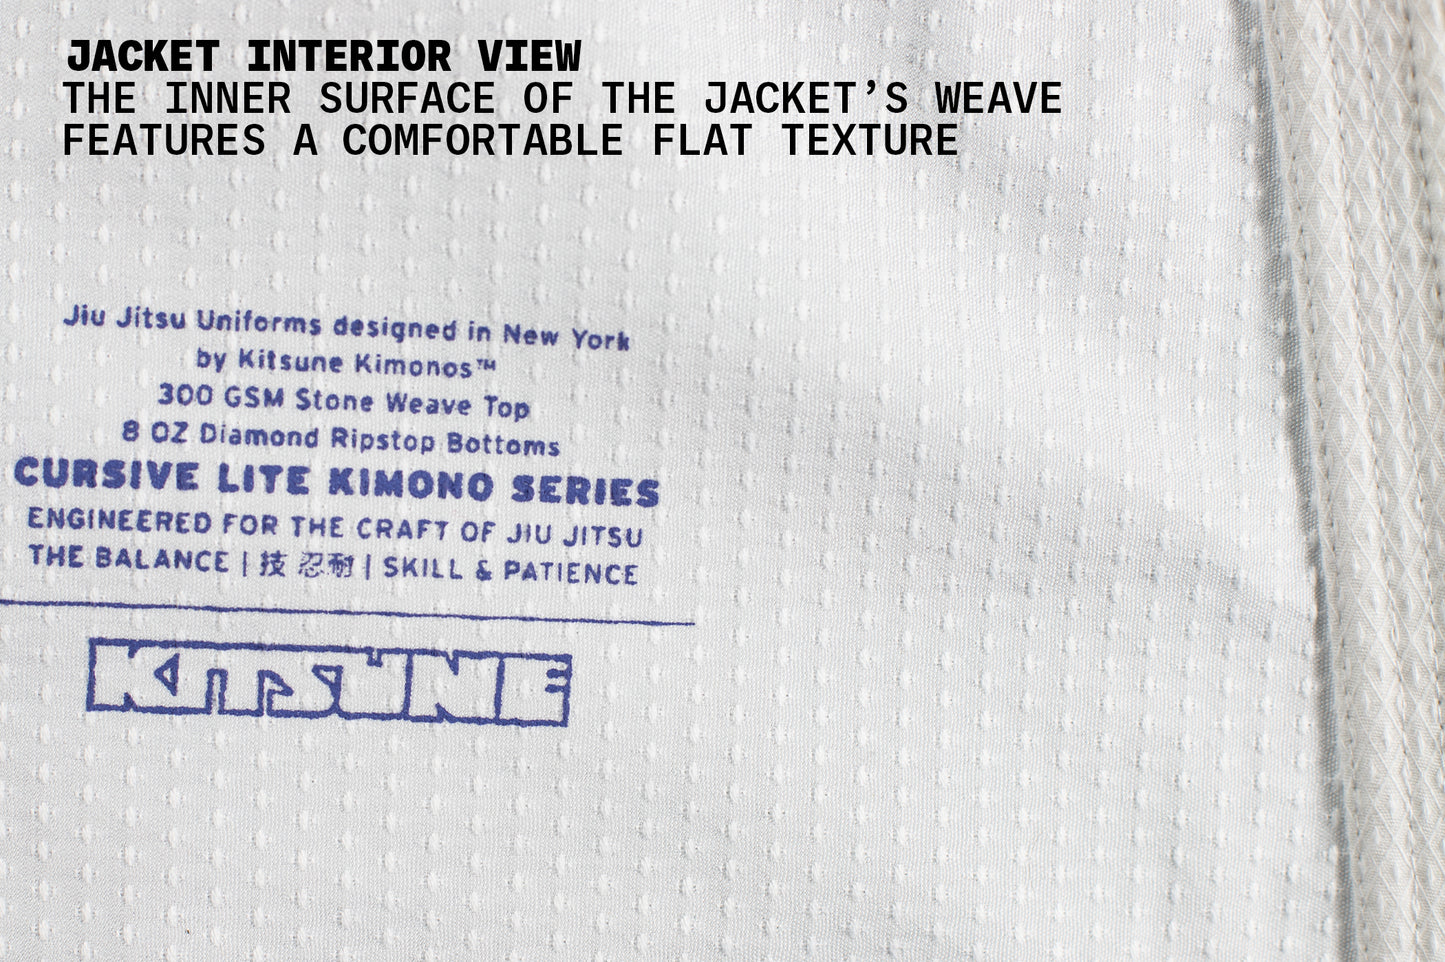 JACKET INTERIOR VIEW
THE INNER SURFACE OF THE JACKET’S WEAVE
FEATURES A COMFORTABLE FLAT TEXTURE
Jiu Jitsu Uniforms designed in New York
by Kitsune Kimonos™
300 GSM Stone Weave Top
8 OZ Diamond Ripstop Bottoms
CURSIVE LITE KIMONO SERIES
ENGINEERED FOR THE CRAFT OF JIU JITSU
THE BALANCE | 技 忍耐 | SKILL & PATIENCE
KITSUNE